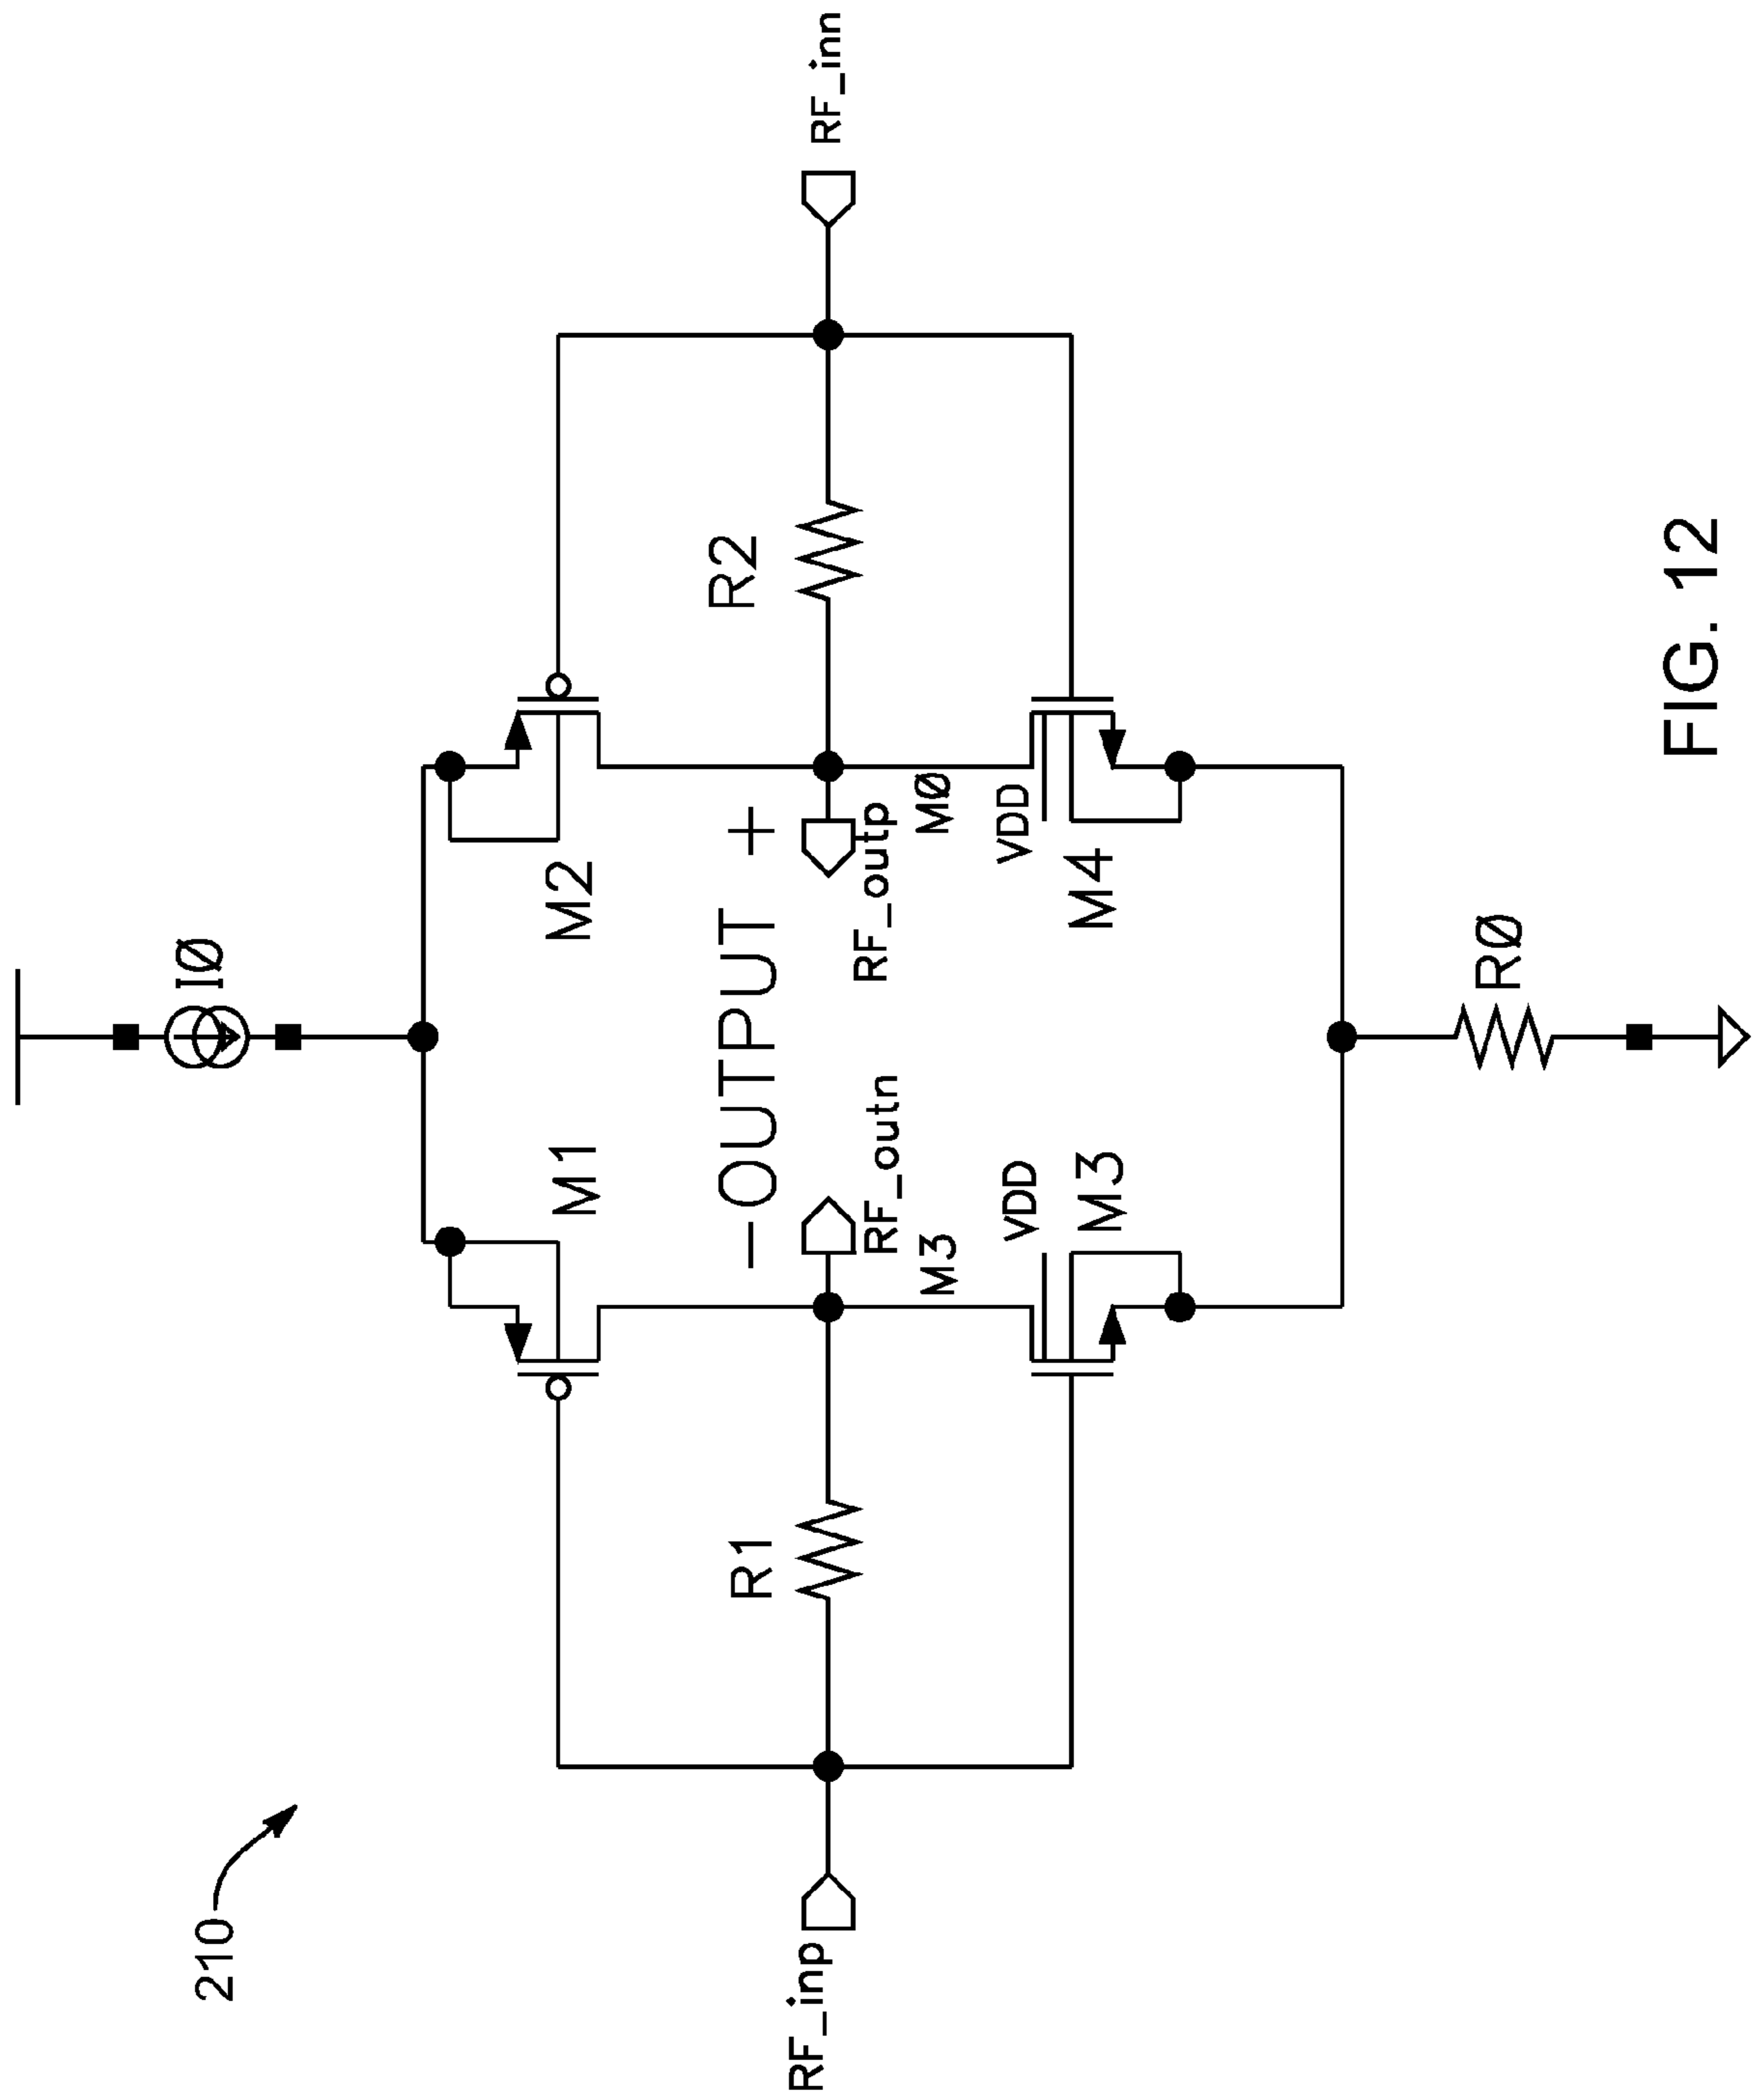 210
IØ
M1
M2
R1
-OUTPUT +
R2
RF_inp
RF_outn
RF_outp
RF_inn
M3
MØ
VDD
VDD
M3
M4
RØ
FIG. 12